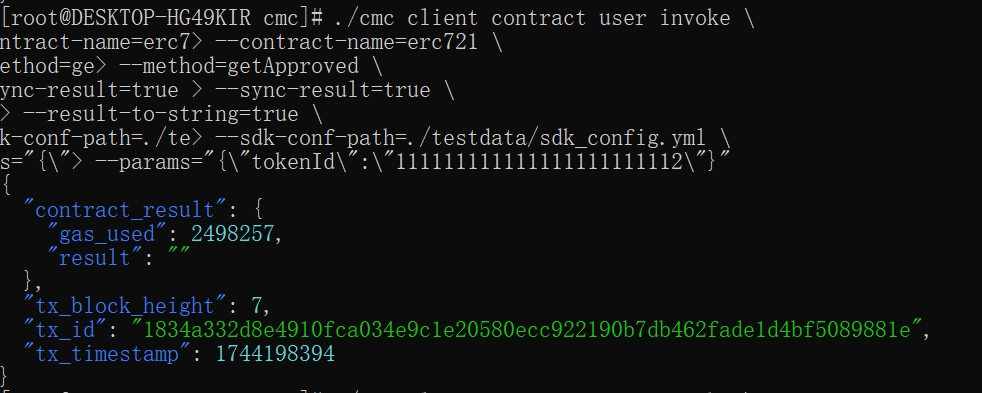 [root@DESKTOP-HG49KIR cmc]# ./cmc client contract user invoke \
ntract-name=erc7> --contract-name=erc721 \
ethod=ge> --method=getApproved \
ync-result=true > --sync-result=true \
> --result-to-string=true \
k-conf-path=./te> --sdk-conf-path=./testdata/sdk_config.yml \
s="{\"> --params="{\"tokenId\":\"111111111111111111111112\"}"
{
  "contract_result": {
    "gas_used": 2498257,
    "result": ""
  },
  "tx_block_height": 7,
  "tx_id": "1834a332d8e4910fca034e9c1e20580ecc922190b7db462fade1d4bf5089881e",
  "tx_timestamp": 1744198394
}